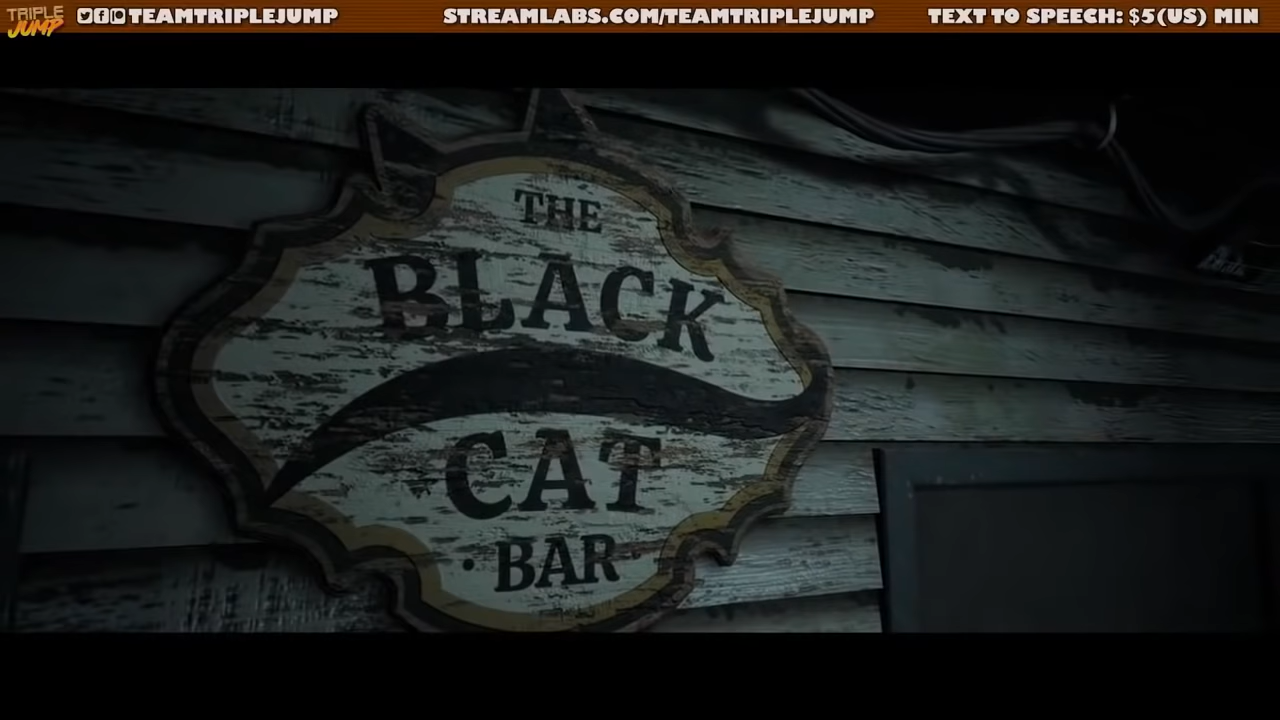 TRIPLE
JUMP
TEAMTRIPLEJUMP
STREAMLABS.COM/TEAMTRIPLEJUMP
TEXT TO SPEECH: $5(US) MIN
THE
BLACK
CAT
· BAR ·